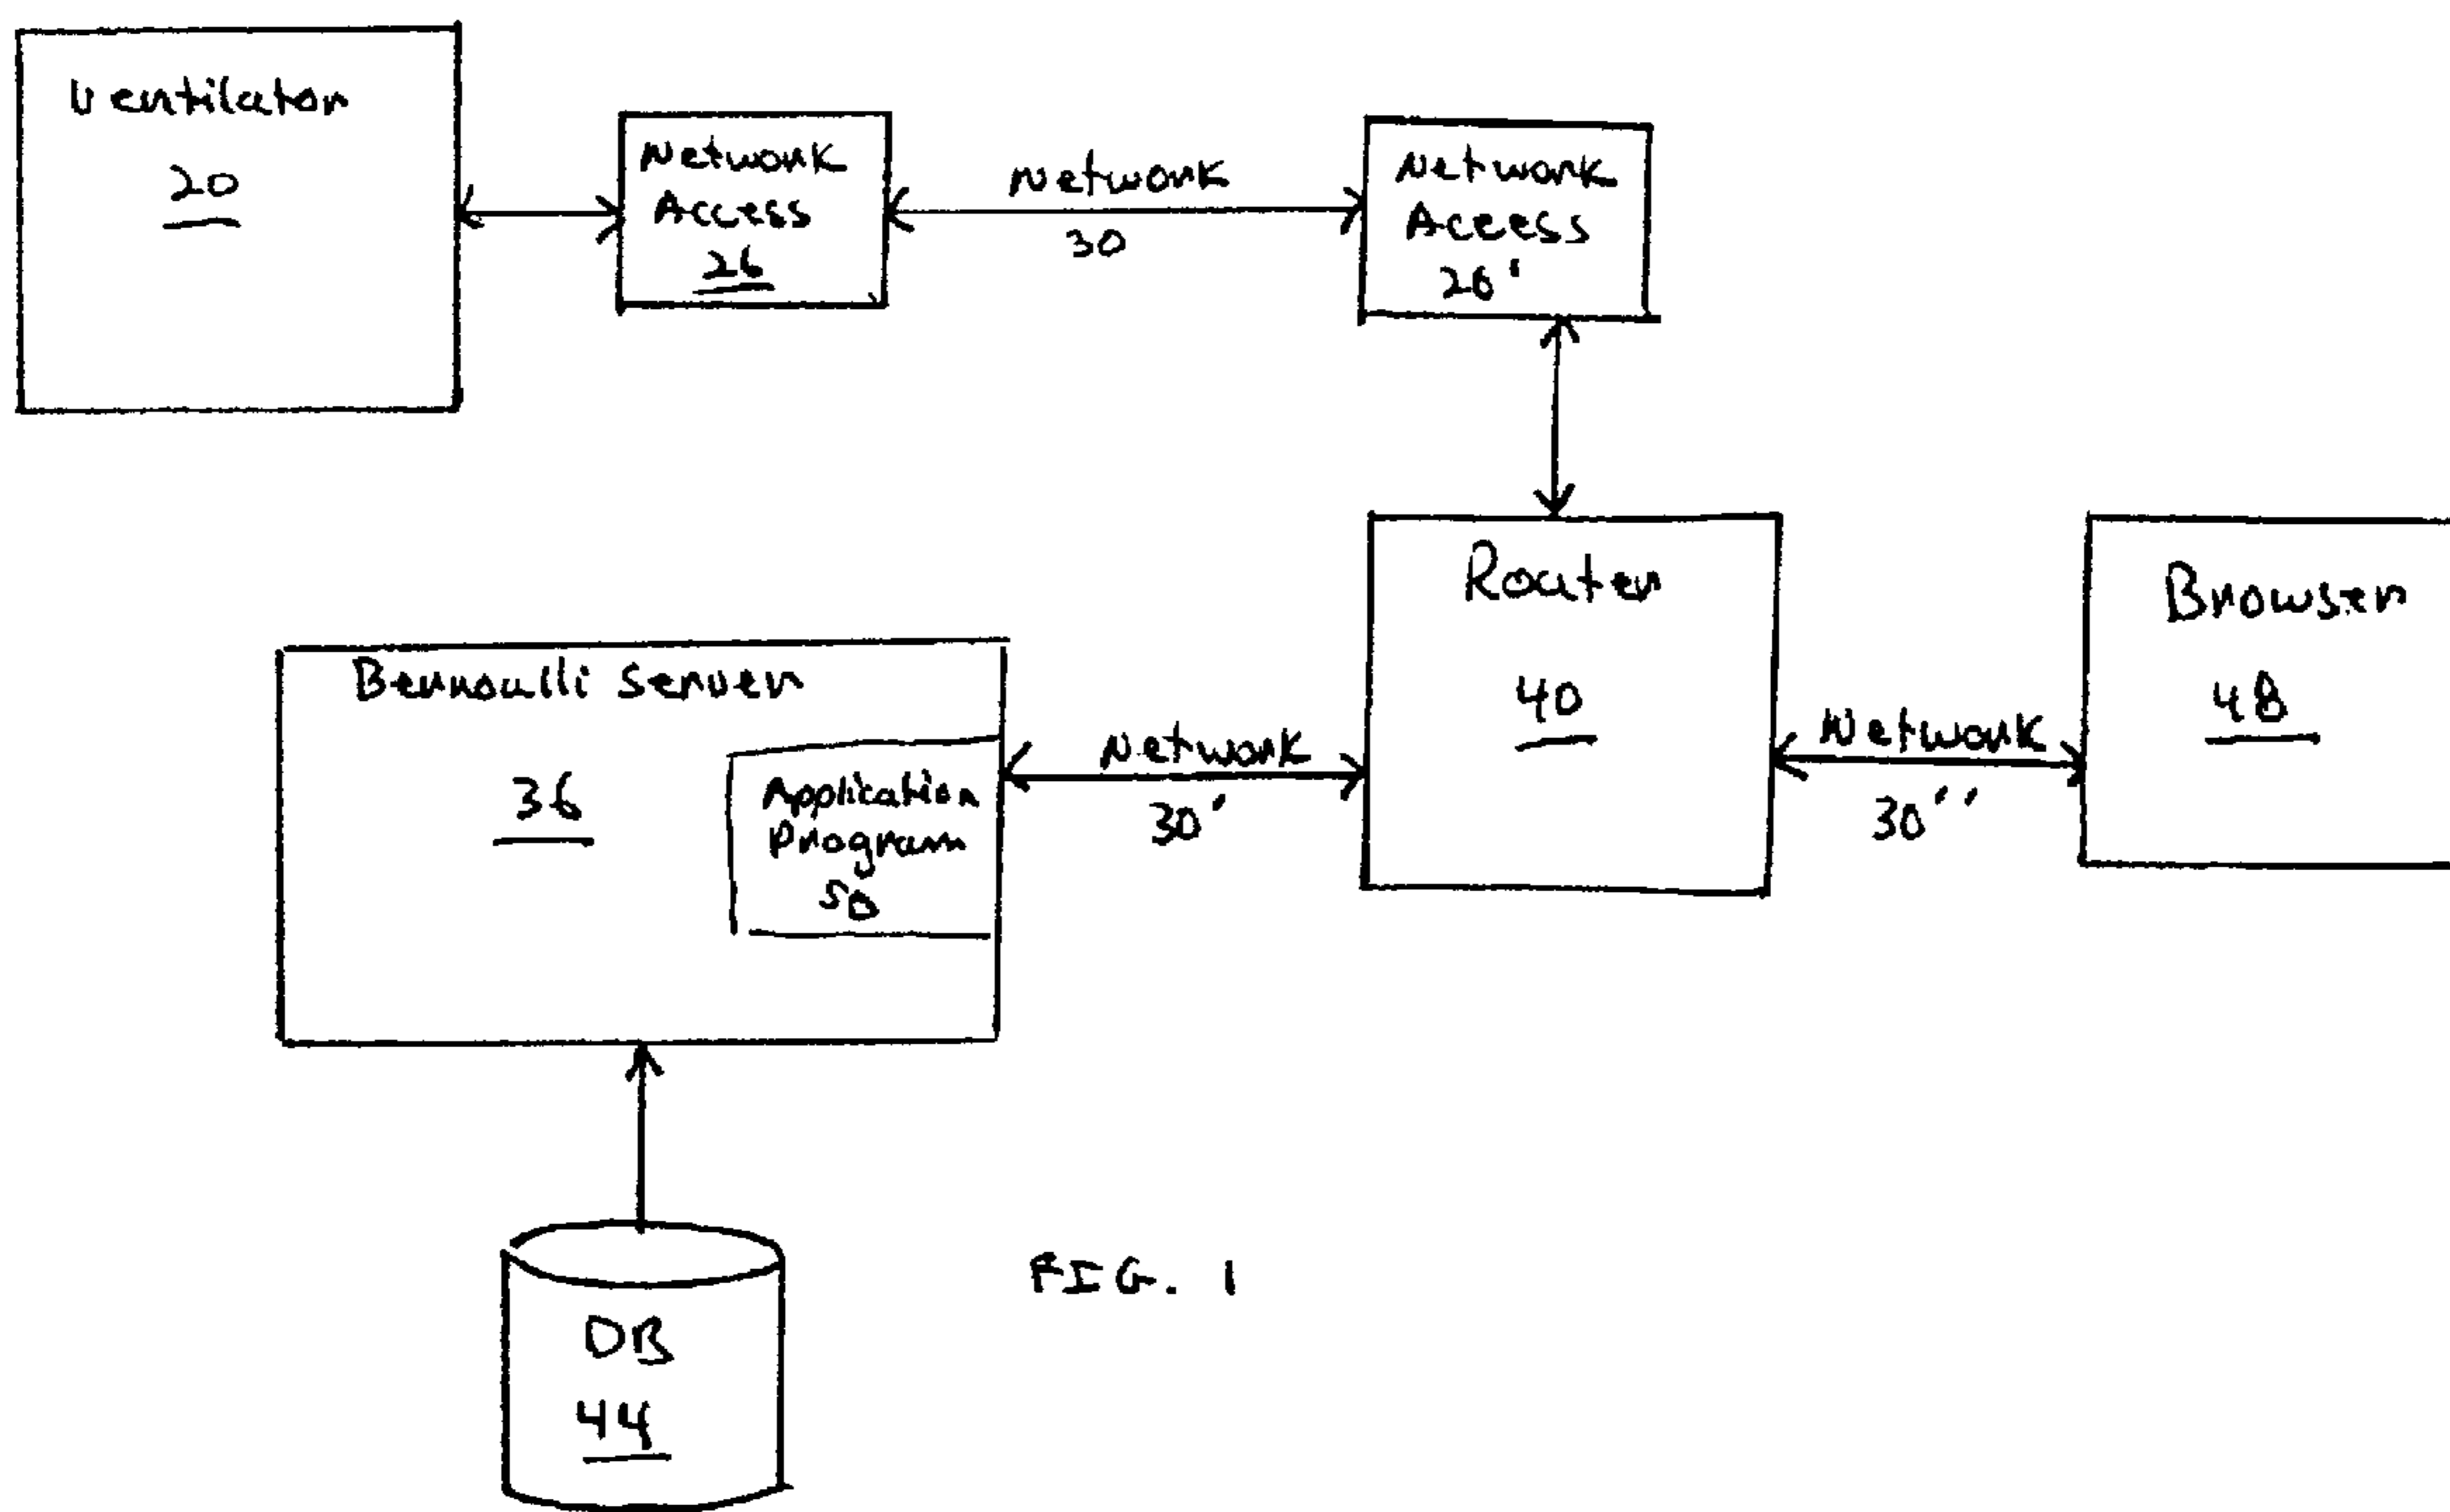 Ventilator
20
Network
Access
26
Network
30
Network
Access
26'
Router
40
Browser
48
Bernoulli Server
36
Application
Program
50
Network
30'
Network
30''
DB
44
FIG. 1